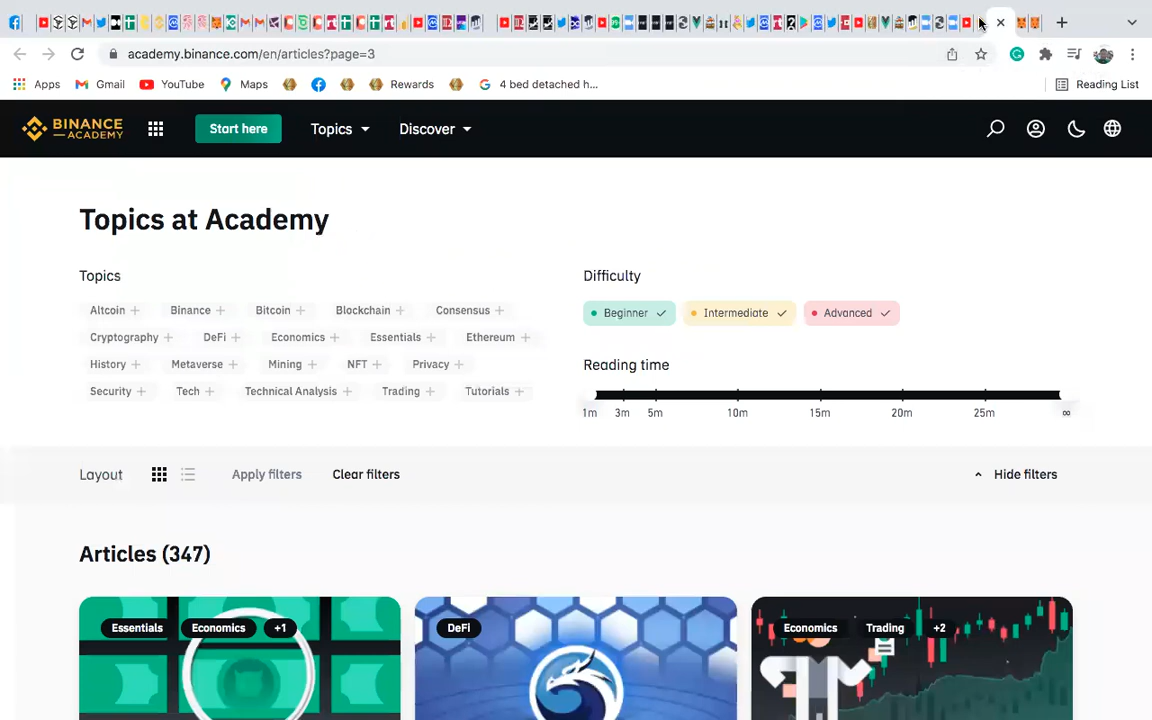 academy.binance.com/en/articles?page=3
Apps Gmail YouTube Maps Rewards 4 bed detached h... Reading List
BINANCE
ACADEMY
Start here Topics Discover
Topics at Academy
Topics
Altcoin + Binance + Bitcoin + Blockchain + Consensus +
Cryptography + DeFi + Economics + Essentials + Ethereum +
History + Metaverse + Mining + NFT + Privacy +
Security + Tech + Technical Analysis + Trading + Tutorials +
Difficulty
Beginner Intermediate Advanced
Reading time
1m 3m 5m 10m 15m 20m 25m ∞
Layout Apply filters Clear filters Hide filters
Articles (347)
Essentials Economics +1
DeFi
Economics Trading +2